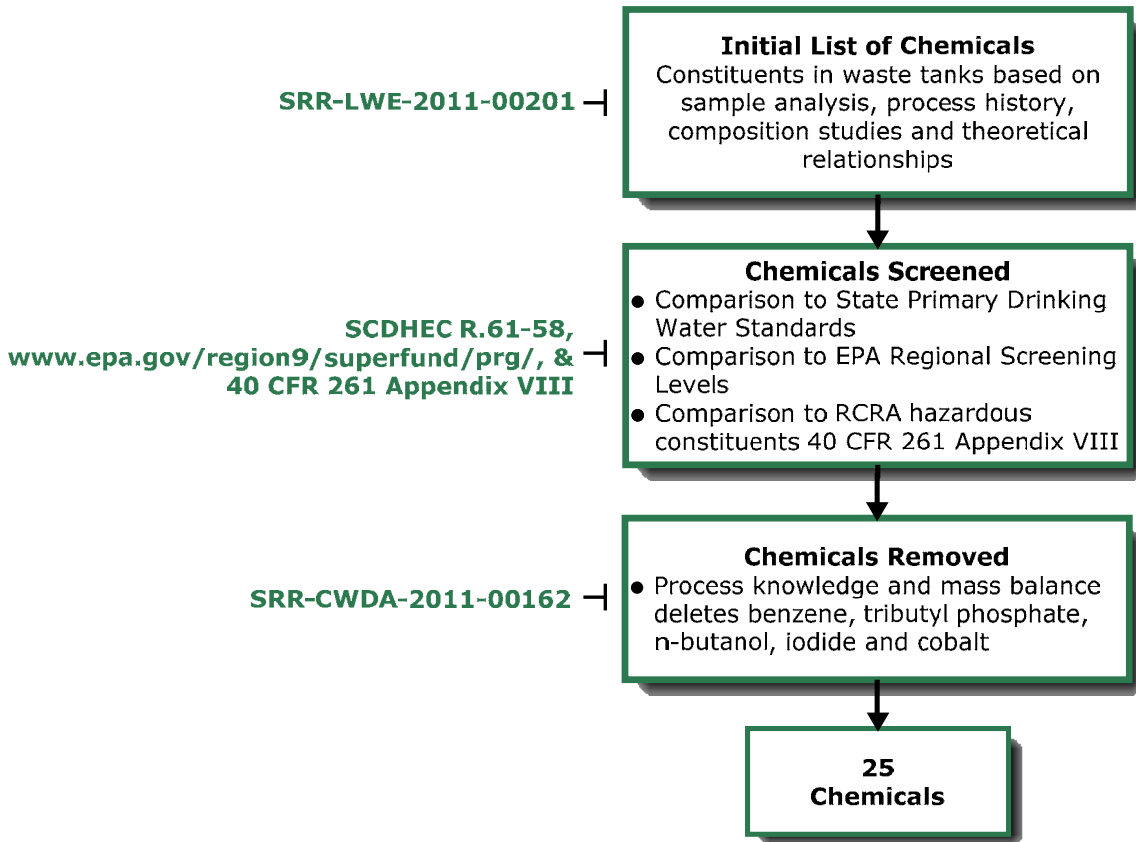 Initial List of Chemicals
Constituents in waste tanks based on
sample analysis, process history,
composition studies and theoretical
relationships
SRR-LWE-2011-00201
Chemicals Screened
● Comparison to State Primary Drinking
Water Standards
● Comparison to EPA Regional Screening
Levels
● Comparison to RCRA hazardous
constituents 40 CFR 261 Appendix VIII
SCDHEC R.61-58,
www.epa.gov/region9/superfund/prg/, &
40 CFR 261 Appendix VIII
Chemicals Removed
● Process knowledge and mass balance
deletes benzene, tributyl phosphate,
n-butanol, iodide and cobalt
SRR-CWDA-2011-00162
25
Chemicals